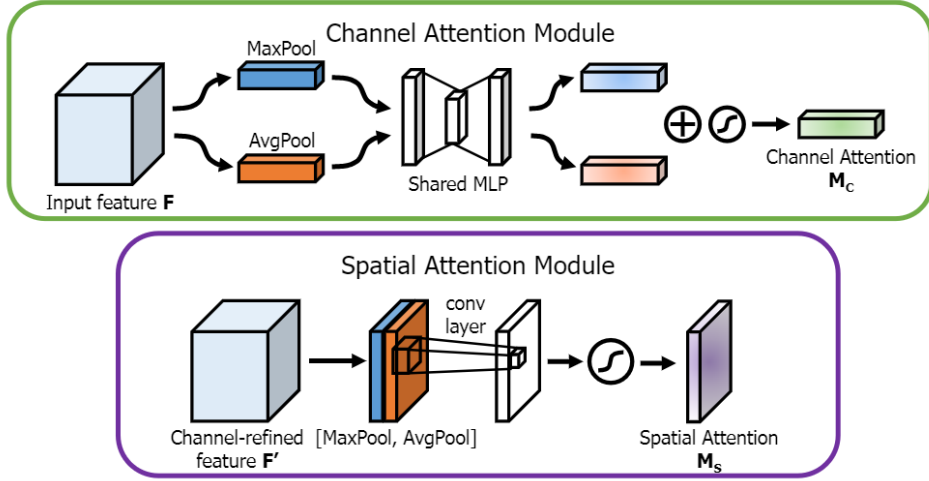 Channel Attention Module
MaxPool
AvgPool
Input feature F
Shared MLP
Channel Attention
Mc
Spatial Attention Module
conv
layer
Channel-refined
feature F'
[MaxPool, AvgPool]
Spatial Attention
Ms